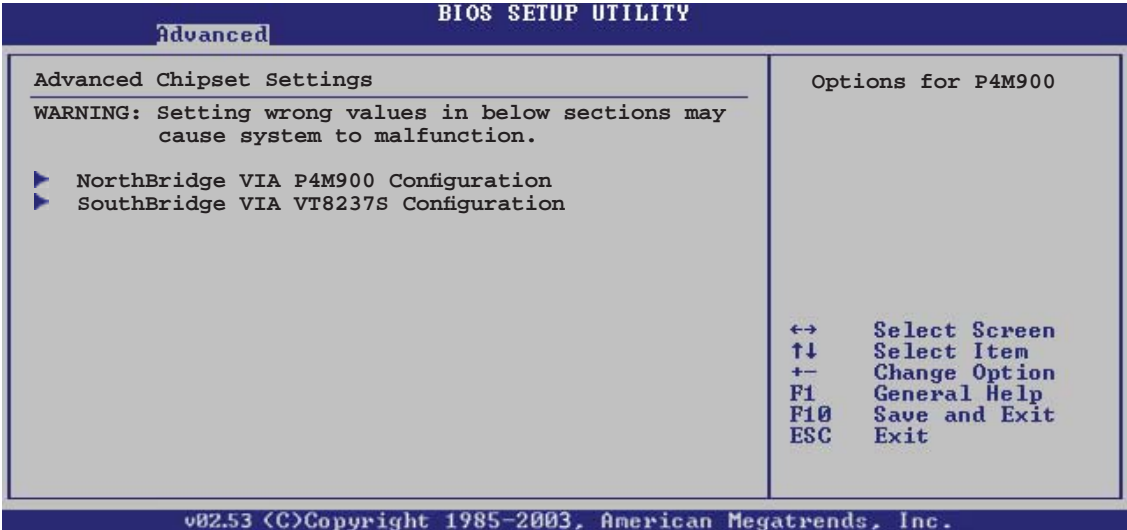 BIOS SETUP UTILITY
Advanced
Advanced Chipset Settings
WARNING: Setting wrong values in below sections may
cause system to malfunction.
NorthBridge VIA P4M900 Configuration
SouthBridge VIA VT8237S Configuration
Options for P4M900
←→ Select Screen
↑↓ Select Item
+- Change Option
F1 General Help
F10 Save and Exit
ESC Exit
v02.53 (C)Copyright 1985-2003, American Megatrends, Inc.